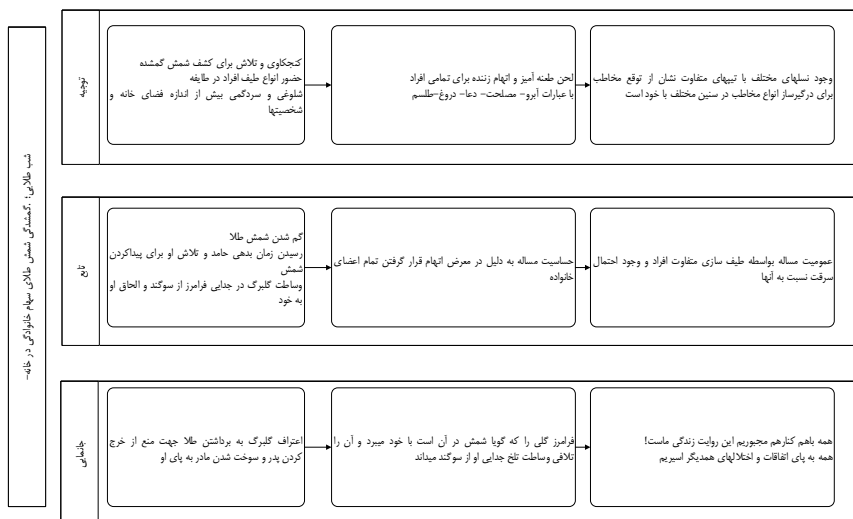 شب طلایی؛ .گمشدگی شمش طلای سهام خانوادگی در خانه-
توجیه
کنجکاوی و تلاش برای کشف شمش گمشده
حضور انواع طیف افراد در طایفه
شلوغی و سردگمی بیش از اندازه فضای خانه و
شخصیتها
لحن طعنه آمیز و اتهام زننده برای تمامی افراد
با عبارات آبرو- مصلحت- دعا- دروغ-طلسم
وجود نسلهای مختلف با تیپهای متفاوت نشان از توقع مخاطب
برای درگیرساز انواع مخاطب در سنین مختلف با خود است
تابع
گم شدن شمش طلا
رسیدن زمان بدهی حامد و تلاش او برای پیداکردن
شمش
وساطت گلبرگ در جدایی فرامرز از سوگند و الحاق او
به خود
حساسیت مساله به دلیل در معرض اتهام قرار گرفتن تمام اعضای
خانواده
عمومیت مساله بواسطه طیف سازی متفاوت افراد و وجود احتمال
سرقت نسبت به آنها
جانمایی
اعتراف گلبرگ به برداشتن طلا جهت منع از خرج
کردن پدر و سوخت شدن مادر به پای او
فرامرز گلی را که گویا شمش در آن است با خود میبرد و آن را
تلافی وساطت تلخ جدایی او از سوگند میداند
همه باهم کنارهم مجبوریم این روایت زندگی ماست!
همه به پای اتفاقات و اختلالهای همدیگر اسیریم